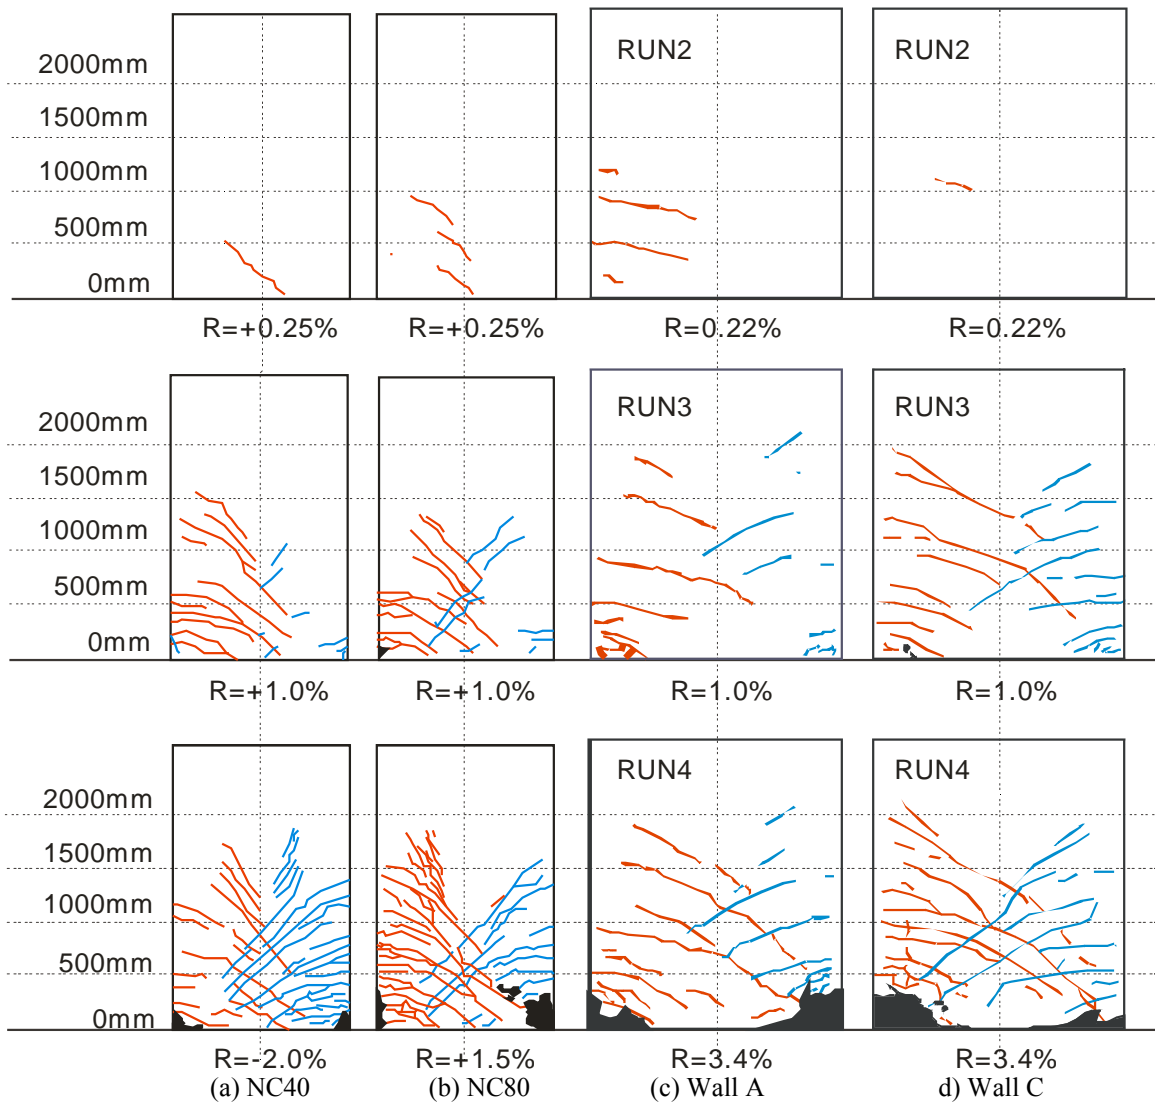 RUN2 RUN2
2000mm
1500mm
1000mm
500mm
0mm
R=+0.25% R=+0.25% R=0.22% R=0.22%
RUN3 RUN3
2000mm
1500mm
1000mm
500mm
0mm
R=+1.0% R=+1.0% R=1.0% R=1.0%
RUN4 RUN4
2000mm
1500mm
1000mm
500mm
0mm
R=-2.0% R=+1.5% R=3.4% R=3.4%
(a) NC40 (b) NC80 (c) Wall A d) Wall C